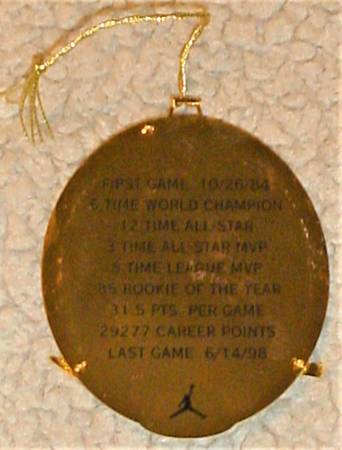 FIRST GAME 10/26/84
6 TIME WORLD CHAMPION
12 TIME ALL-STAR
3 TIME ALL-STAR MVP
5 TIME LEAGUE MVP
85 ROOKIE OF THE YEAR
31.5 PTS. PER GAME
29277 CAREER POINTS
LAST GAME 6/14/98